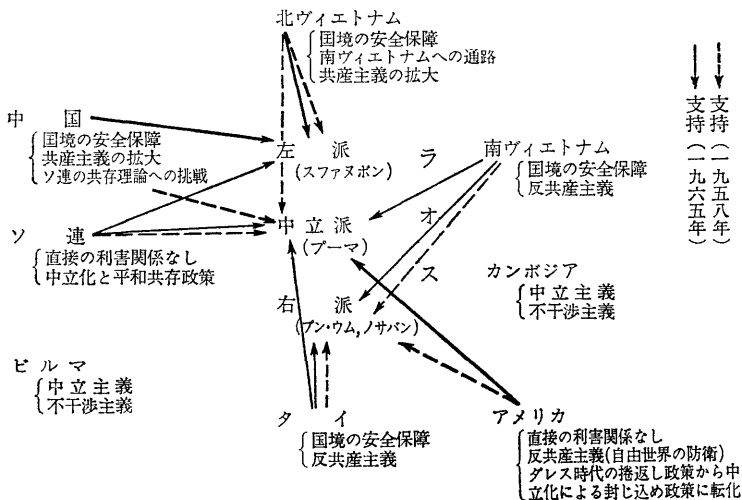 北ヴィエトナム
国境の安全保障
南ヴィエトナムへの通路
共産主義の拡大
中国
国境の安全保障
共産主義の拡大
ソ連の共存理論への挑戦
左派
(スファヌボン)
ラオス
南ヴィエトナム
国境の安全保障
反共産主義
支持(一九五八年)
支持(一九六五年)
ソ連
直接の利害関係なし
中立化と平和共存政策
中立派
(プーマ)
カンボジア
中立主義
不干渉主義
右派
(ブン・ウム,ノサバン)
ビルマ
中立主義
不干渉主義
タイ
国境の安全保障
反共産主義
アメリカ
直接の利害関係なし
反共産主義(自由世界の防衛)
ダレス時代の捲返し政策から中
立化による封じ込め政策に転化